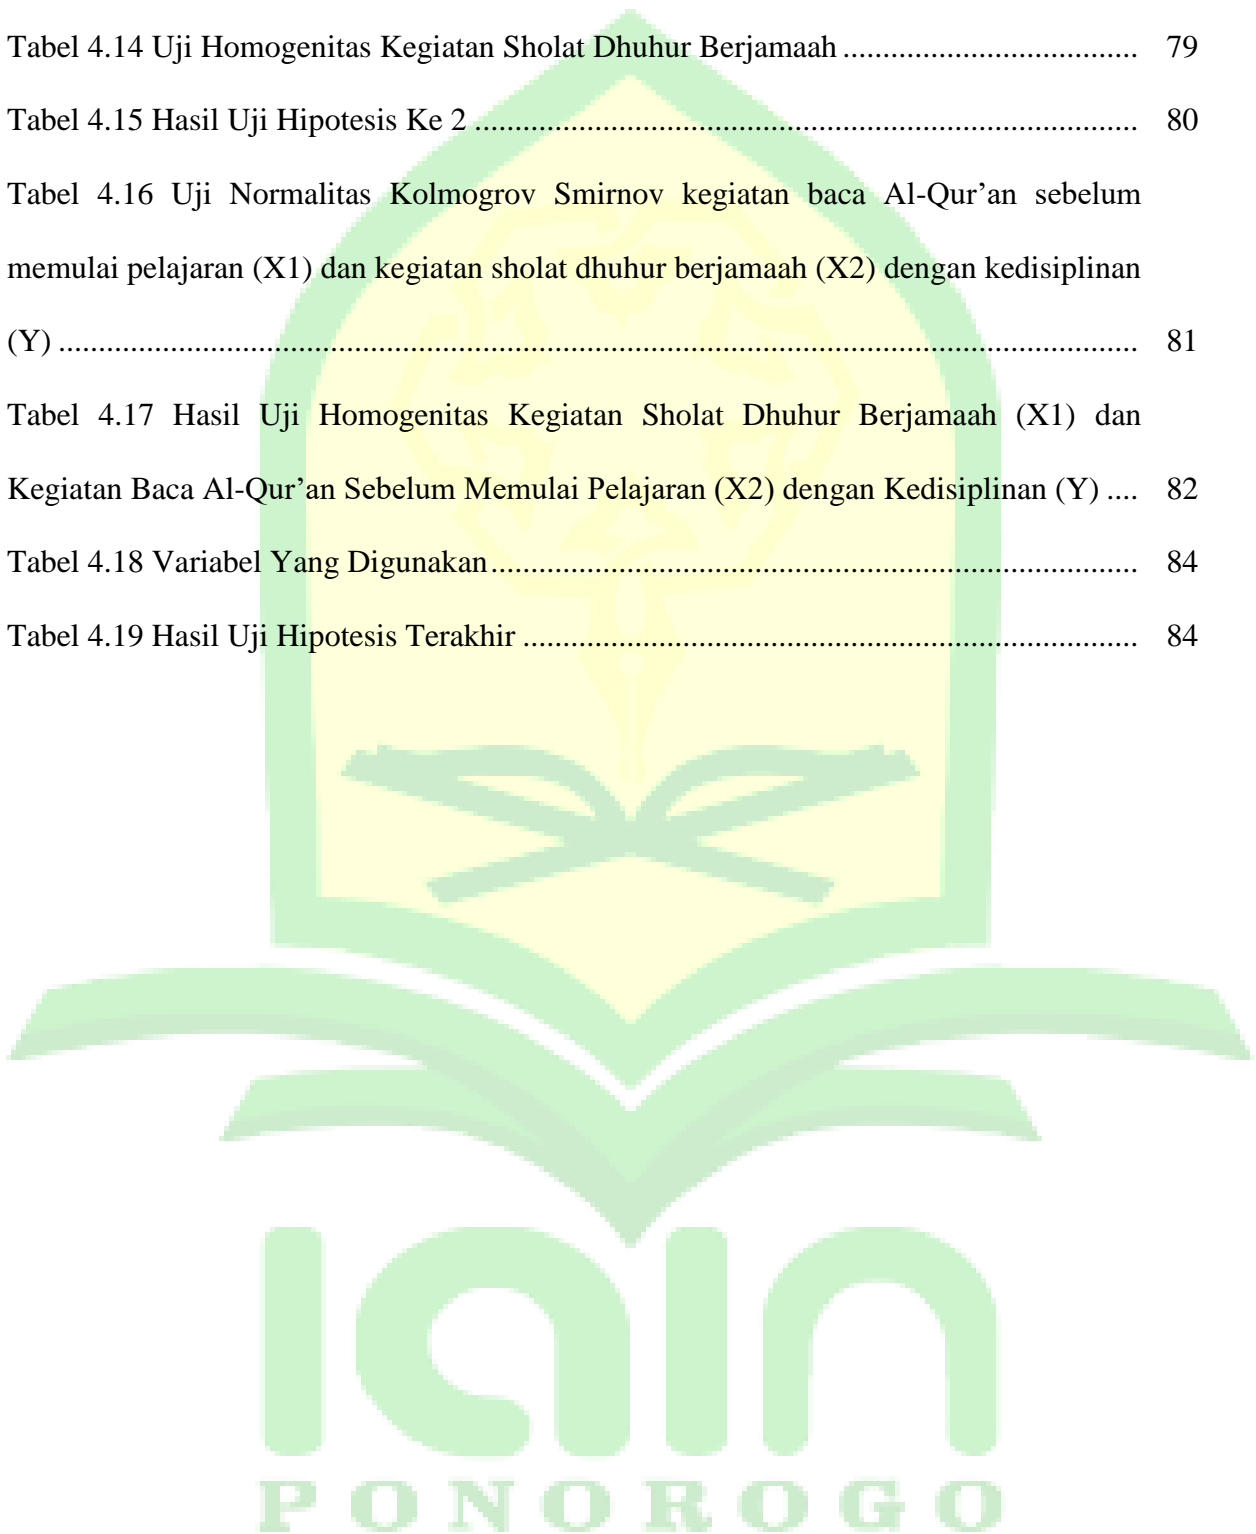 Tabel 4.14 Uji Homogenitas Kegiatan Sholat Dhuhur Berjamaah ..................................... 79
Tabel 4.15 Hasil Uji Hipotesis Ke 2 .................................................................................... 80
Tabel 4.16 Uji Normalitas Kolmogrov Smirnov kegiatan baca Al-Qur’an sebelum
memulai pelajaran (X1) dan kegiatan sholat dhuhur berjamaah (X2) dengan kedisiplinan
(Y) ......................................................................................................................................... 81
Tabel 4.17 Hasil Uji Homogenitas Kegiatan Sholat Dhuhur Berjamaah (X1) dan
Kegiatan Baca Al-Qur’an Sebelum Memulai Pelajaran (X2) dengan Kedisiplinan (Y) .... 82
Tabel 4.18 Variabel Yang Digunakan .................................................................................. 84
Tabel 4.19 Hasil Uji Hipotesis Terakhir .............................................................................. 84
iain
PONOROGO